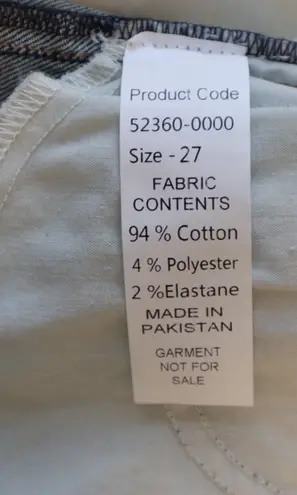 Product Code
52360-0000
Size - 27
FABRIC
CONTENTS
94 % Cotton
4 % Polyester
2 %Elastane
MADE IN
PAKISTAN
GARMENT
NOT FOR
SALE